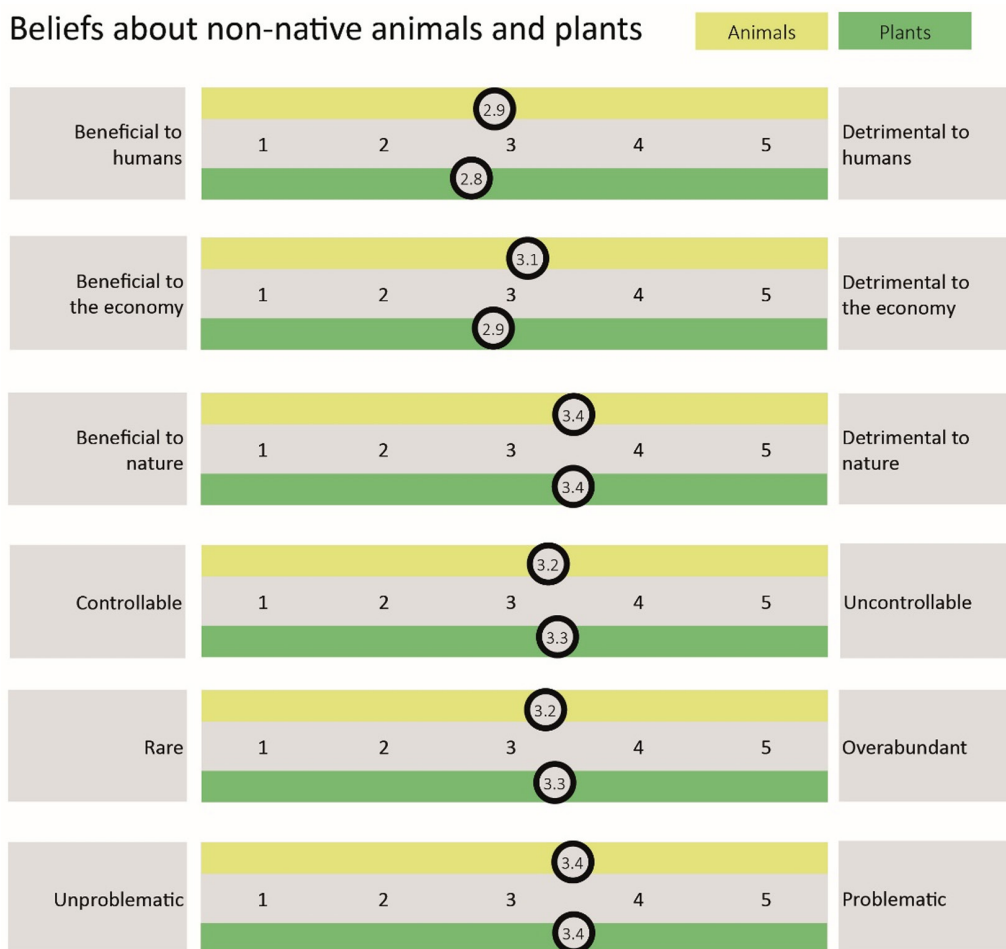 Beliefs about non-native animals and plants
Animals
Plants
Beneficial to
humans
2.9
1 2 3 4 5
2.8
Detrimental to
humans
Beneficial to
the economy
3.1
1 2 3 4 5
2.9
Detrimental to
the economy
Beneficial to
nature
3.4
1 2 3 4 5
3.4
Detrimental to
nature
Controllable
3.2
1 2 3 4 5
3.3
Uncontrollable
Rare
3.2
1 2 3 4 5
3.3
Overabundant
Unproblematic
3.4
1 2 3 4 5
3.4
Problematic